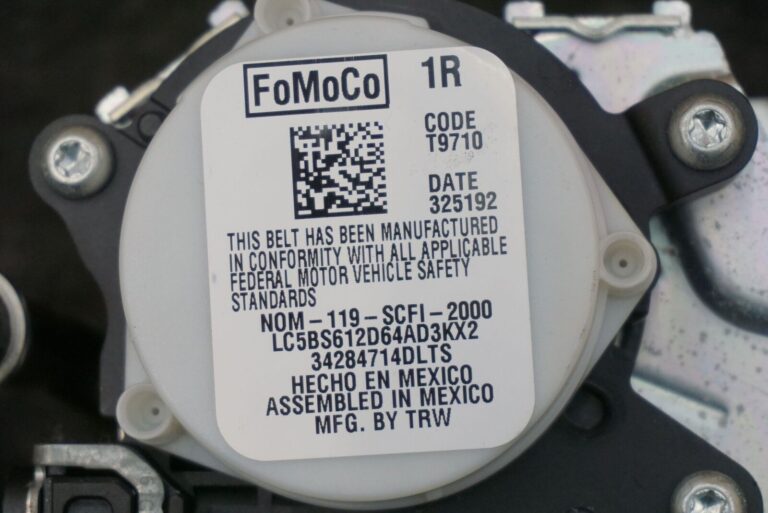 FoMoCo
1R
CODE
T9710
DATE
325192
THIS BELT HAS BEEN MANUFACTURED
IN CONFORMITY WITH ALL APPLICABLE
FEDERAL MOTOR VEHICLE SAFETY
STANDARDS
NOM-119-SCFI-2000
LC5BS612D64AD3KX2
34284714DLTS
HECHO EN MEXICO
ASSEMBLED IN MEXICO
MFG. BY TRW